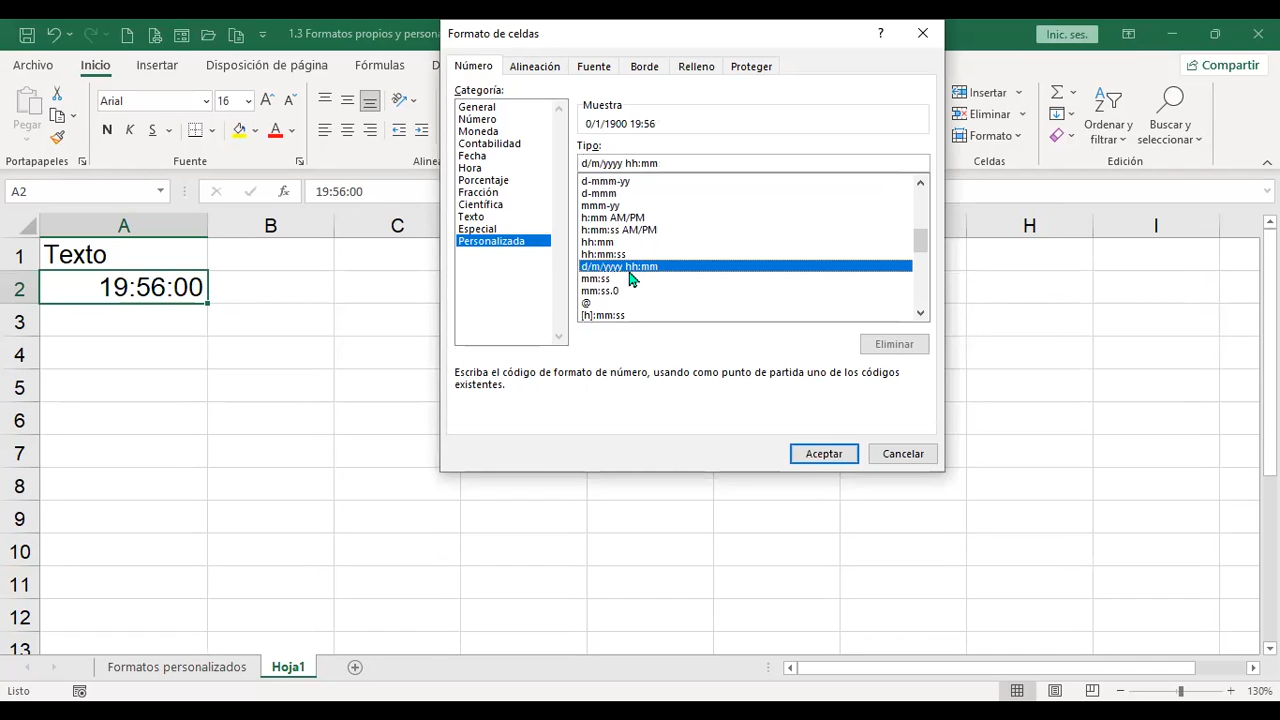 1.3 Formatos propios y persona
Inic. ses.
Archivo
Inicio
Insertar
Disposición de página
Fórmulas
Compartir
Pegar
Portapapeles
Arial
16
N
K
S
Fuente
Alinea
Insertar
Eliminar
Formato
Celdas
Ordenar y
filtrar
Buscar y
seleccionar
Edición
A2
fx
19:56:00
A
B
C
H
I
1
Texto
2
19:56:00
3
4
5
6
7
8
9
10
11
12
13
Formato de celdas
?
Número
Alineación
Fuente
Borde
Relleno
Proteger
Categoría:
General
Número
Moneda
Contabilidad
Fecha
Hora
Porcentaje
Fracción
Científica
Texto
Especial
Personalizada
Muestra
0/1/1900 19:56
Tipo:
d/m/yyyy hh:mm
d-mmm-yy
d-mmm
mmm-yy
h:mm AM/PM
h:mm:ss AM/PM
hh:mm
hh:mm:ss
d/m/yyyy hh:mm
mm:ss
mm:ss.0
@
[h]:mm:ss
Eliminar
Escriba el código de formato de número, usando como punto de partida uno de los códigos
existentes.
Aceptar
Cancelar
Formatos personalizados
Hoja1
Listo
130%